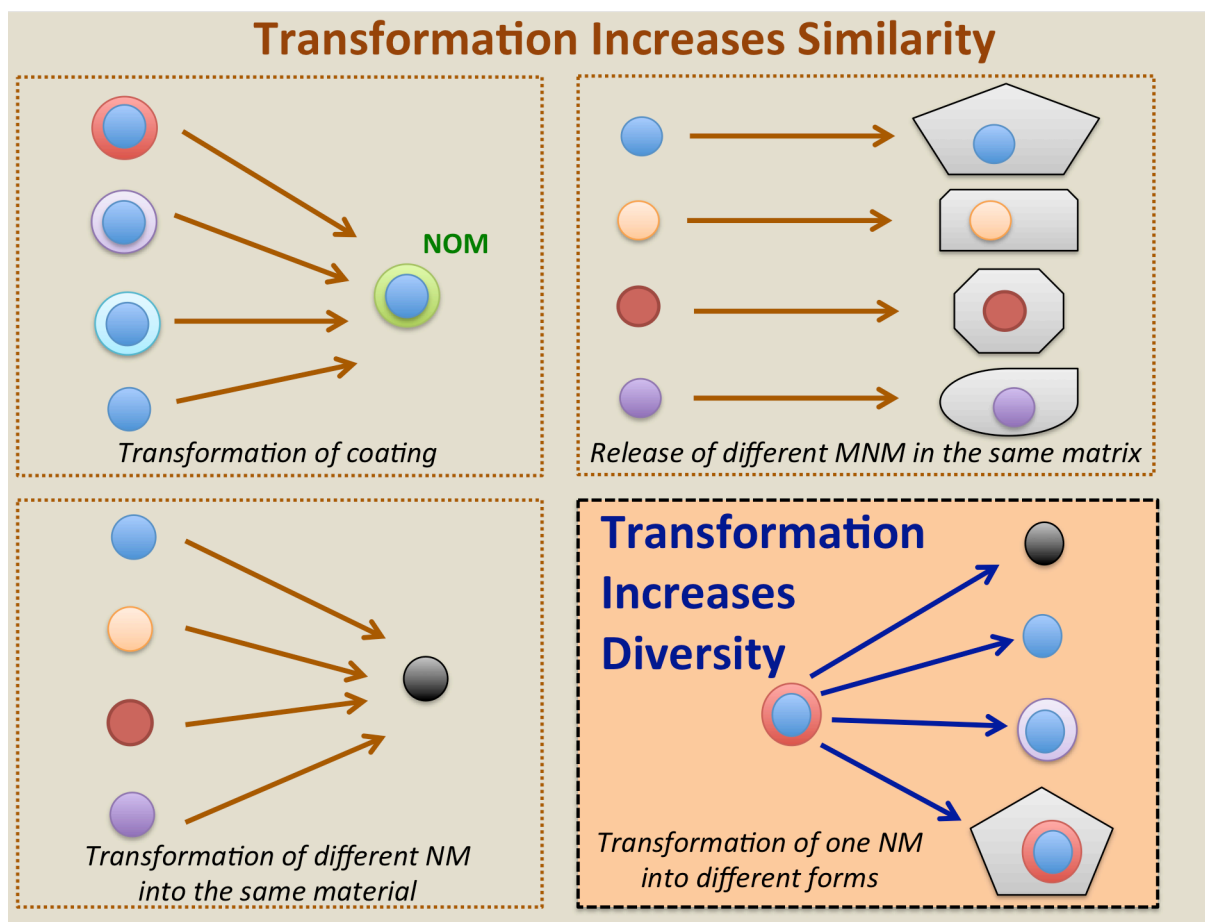 Transformation Increases Similarity
NOM
Transformation of coating
Release of different MNM in the same matrix
Transformation of different NM
into the same material
Transformation
Increases
Diversity
Transformation of one NM
into different forms